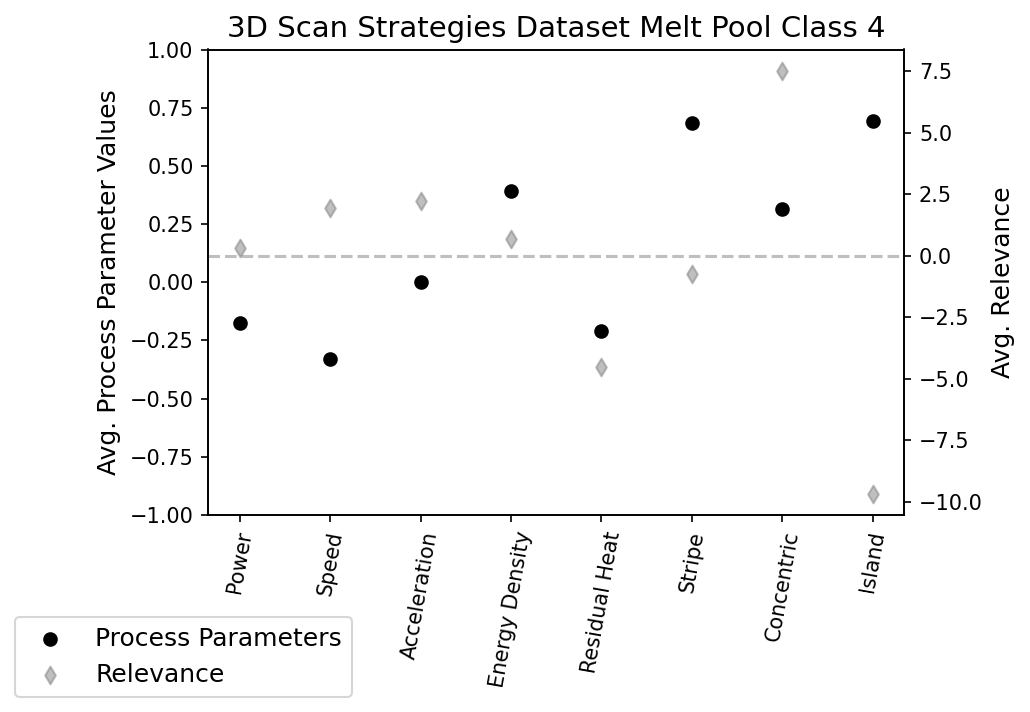 3D Scan Strategies Dataset Melt Pool Class 4
Avg. Process Parameter Values
1.00
0.75
0.50
0.25
0.00
−0.25
−0.50
−0.75
−1.00
7.5
5.0
2.5
0.0
−2.5
−5.0
−7.5
−10.0
Avg. Relevance
Power
Speed
Acceleration
Energy Density
Residual Heat
Stripe
Concentric
Island
Process Parameters
Relevance